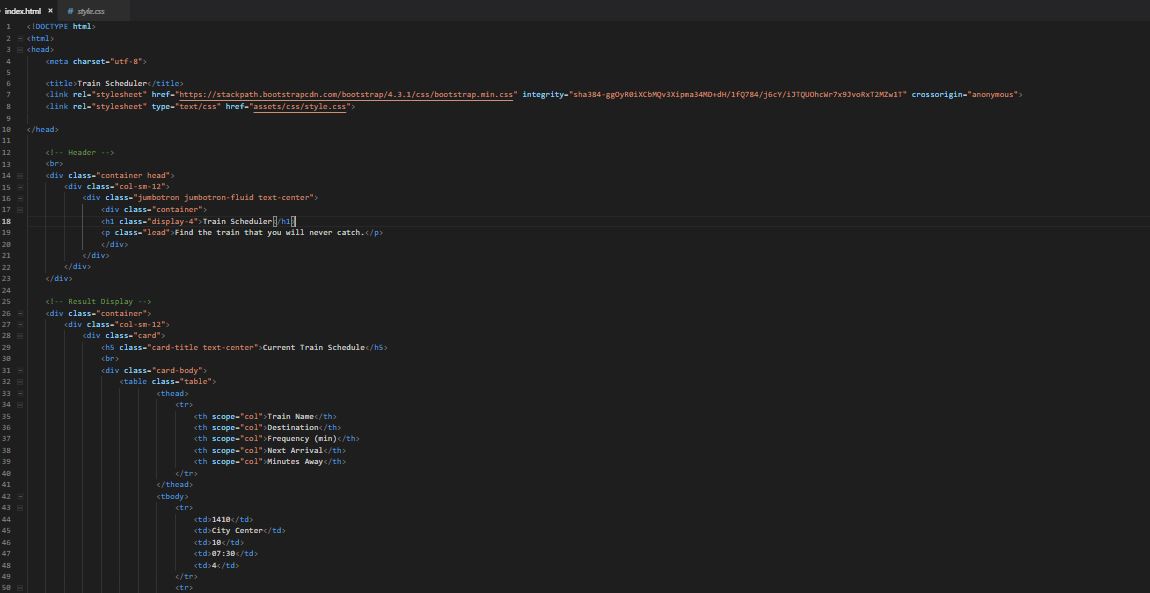 index.html × # style.css
1 <!DOCTYPE html>
2 <html>
3 <head>
4 <meta charset="utf-8">
5
6 <title>Train Scheduler</title>
7 <link rel="stylesheet" href="https://stackpath.bootstrapcdn.com/bootstrap/4.3.1/css/bootstrap.min.css" integrity="sha384-ggOyR0iXCbMQv3Xipma34MD+dH/1fQ784/j6cY/iJTQUOhcWr7x9JvoRxT2MZw1T" crossorigin="anonymous">
8 <link rel="stylesheet" type="text/css" href="assets/css/style.css">
9
10 </head>
11
12 <!-- Header -->
13 <br>
14 <div class="container head">
15 <div class="col-sm-12">
16 <div class="jumbotron jumbotron-fluid text-center">
17 <div class="container">
18 <h1 class="display-4">Train Scheduler</h1>
19 <p class="lead">Find the train that you will never catch.</p>
20 </div>
21 </div>
22 </div>
23 </div>
24
25 <!-- Result Display -->
26 <div class="container">
27 <div class="col-sm-12">
28 <div class="card">
29 <h5 class="card-title text-center">Current Train Schedule</h5>
30 <br>
31 <div class="card-body">
32 <table class="table">
33 <thead>
34 <tr>
35 <th scope="col">Train Name</th>
36 <th scope="col">Destination</th>
37 <th scope="col">Frequency (min)</th>
38 <th scope="col">Next Arrival</th>
39 <th scope="col">Minutes Away</th>
40 </tr>
41 </thead>
42 <tbody>
43 <tr>
44 <td>1410</td>
45 <td>City Center</td>
46 <td>10</td>
47 <td>07:30</td>
48 <td>4</td>
49 </tr>
50 <tr>